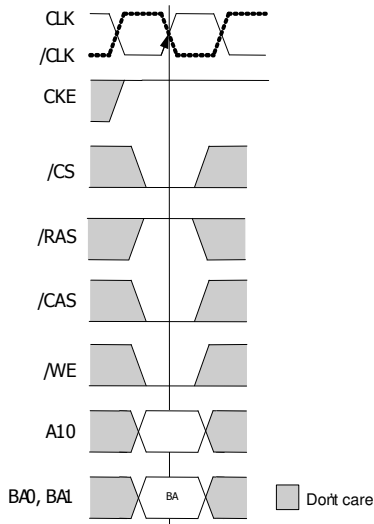 CLK
/CLK
CKE
/CS
/RAS
/CAS
/WE
A10
BA0, BA1
BA
Don't care